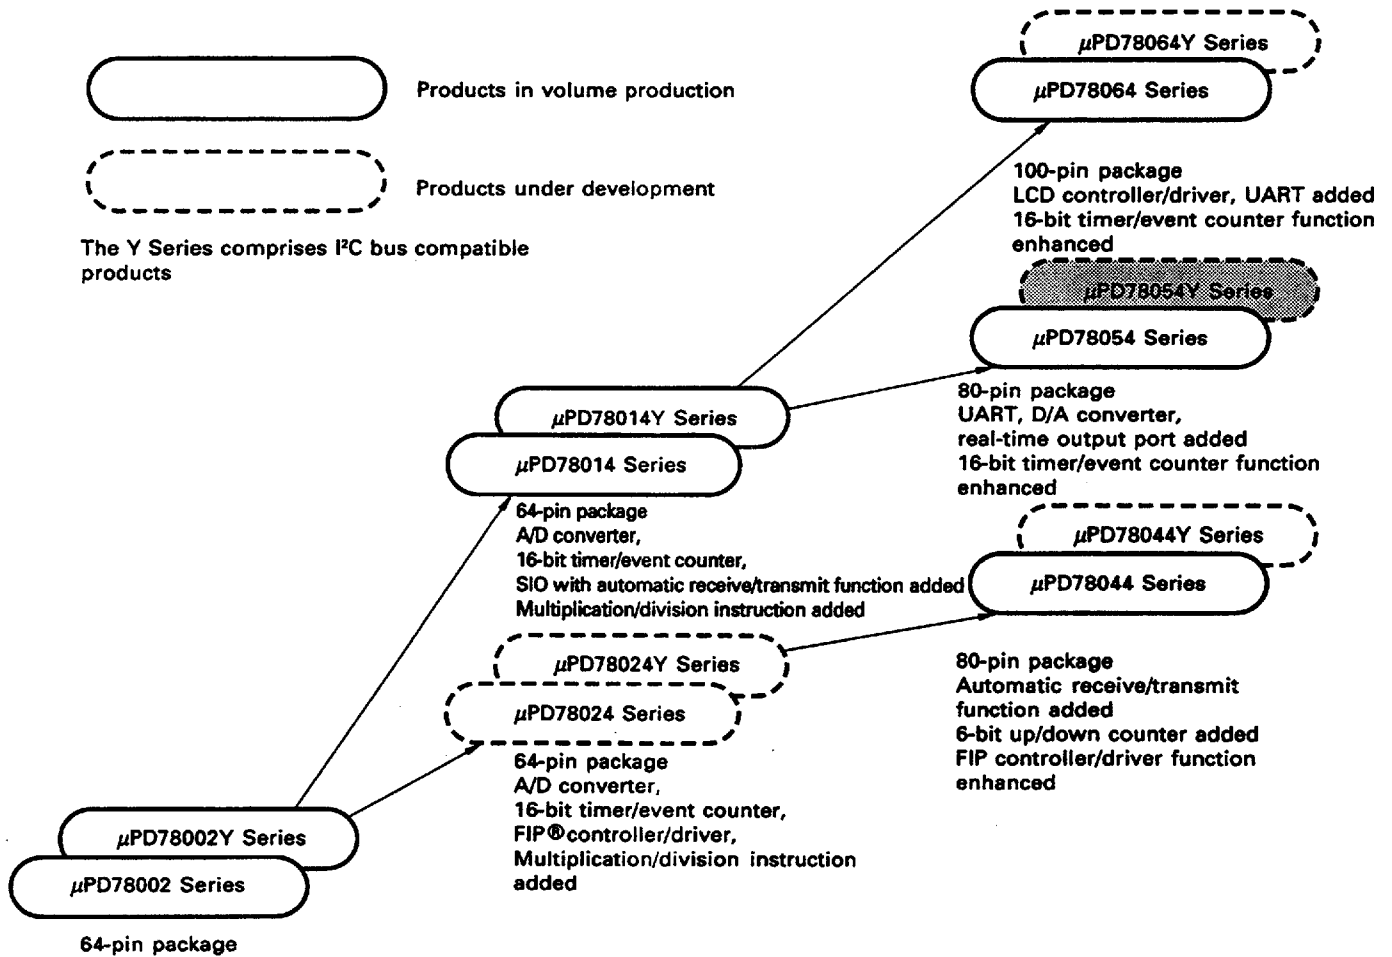 Products in volume production
Products under development
The Y Series comprises I²C bus compatible
products
μPD78064Y Series
μPD78064 Series
100-pin package
LCD controller/driver, UART added
16-bit timer/event counter function
enhanced
μPD78054Y Series
μPD78054 Series
80-pin package
UART, D/A converter,
real-time output port added
16-bit timer/event counter function
enhanced
μPD78014Y Series
μPD78014 Series
64-pin package
A/D converter,
16-bit timer/event counter,
SIO with automatic receive/transmit function added
Multiplication/division instruction added
μPD78044Y Series
μPD78044 Series
80-pin package
Automatic receive/transmit
function added
6-bit up/down counter added
FIP controller/driver function
enhanced
μPD78024Y Series
μPD78024 Series
64-pin package
A/D converter,
16-bit timer/event counter,
FIP® controller/driver,
Multiplication/division instruction
added
μPD78002Y Series
μPD78002 Series
64-pin package